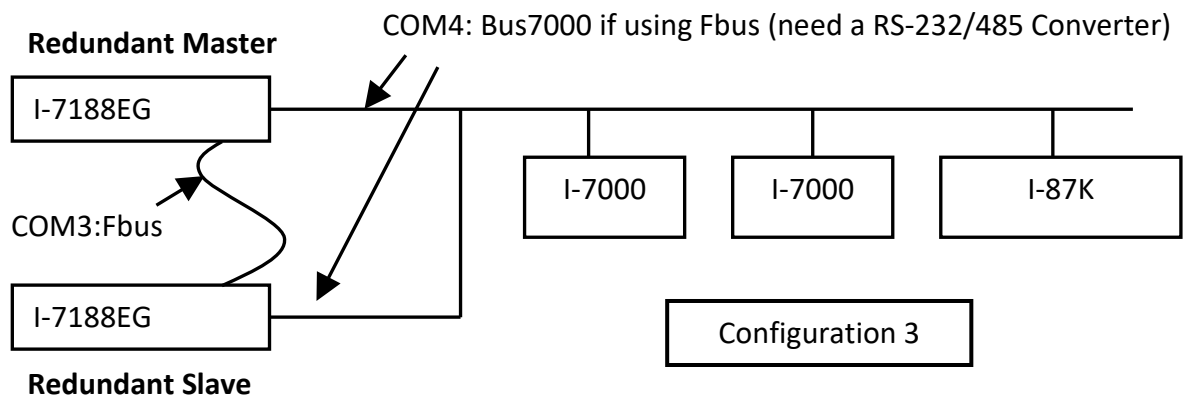 COM4: Bus7000 if using Fbus (need a RS-232/485 Converter)
Redundant Master
I-7188EG
I-7000
I-7000
I-87K
COM3:Fbus
I-7188EG
Configuration 3
Redundant Slave